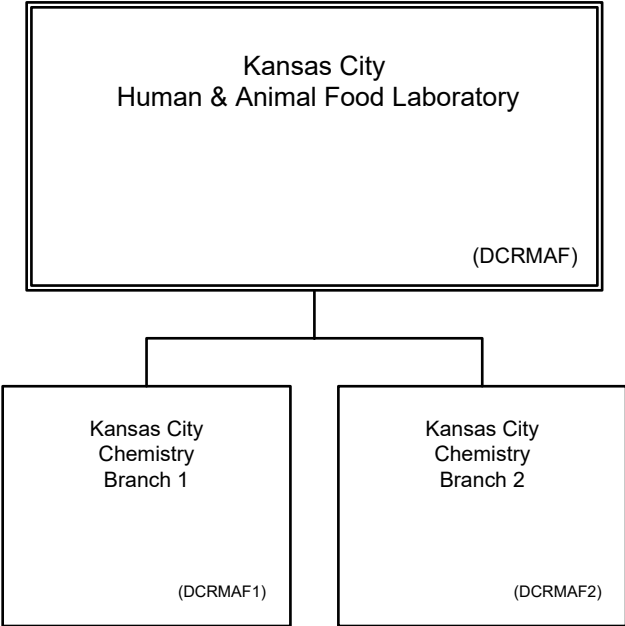 Kansas City
Human & Animal Food Laboratory
(DCRMAF)
Kansas City
Chemistry
Branch 1
(DCRMAF1)
Kansas City
Chemistry
Branch 2
(DCRMAF2)